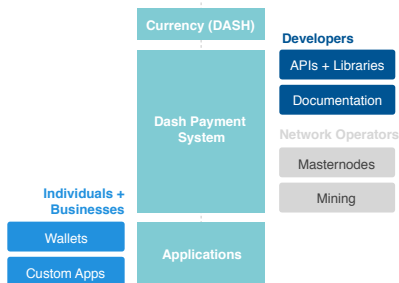 Currency (DASH)
Developers
APIs + Libraries
Documentation
Dash Payment
System
Network Operators
Masternodes
Mining
Individuals +
Businesses
Wallets
Custom Apps
Applications